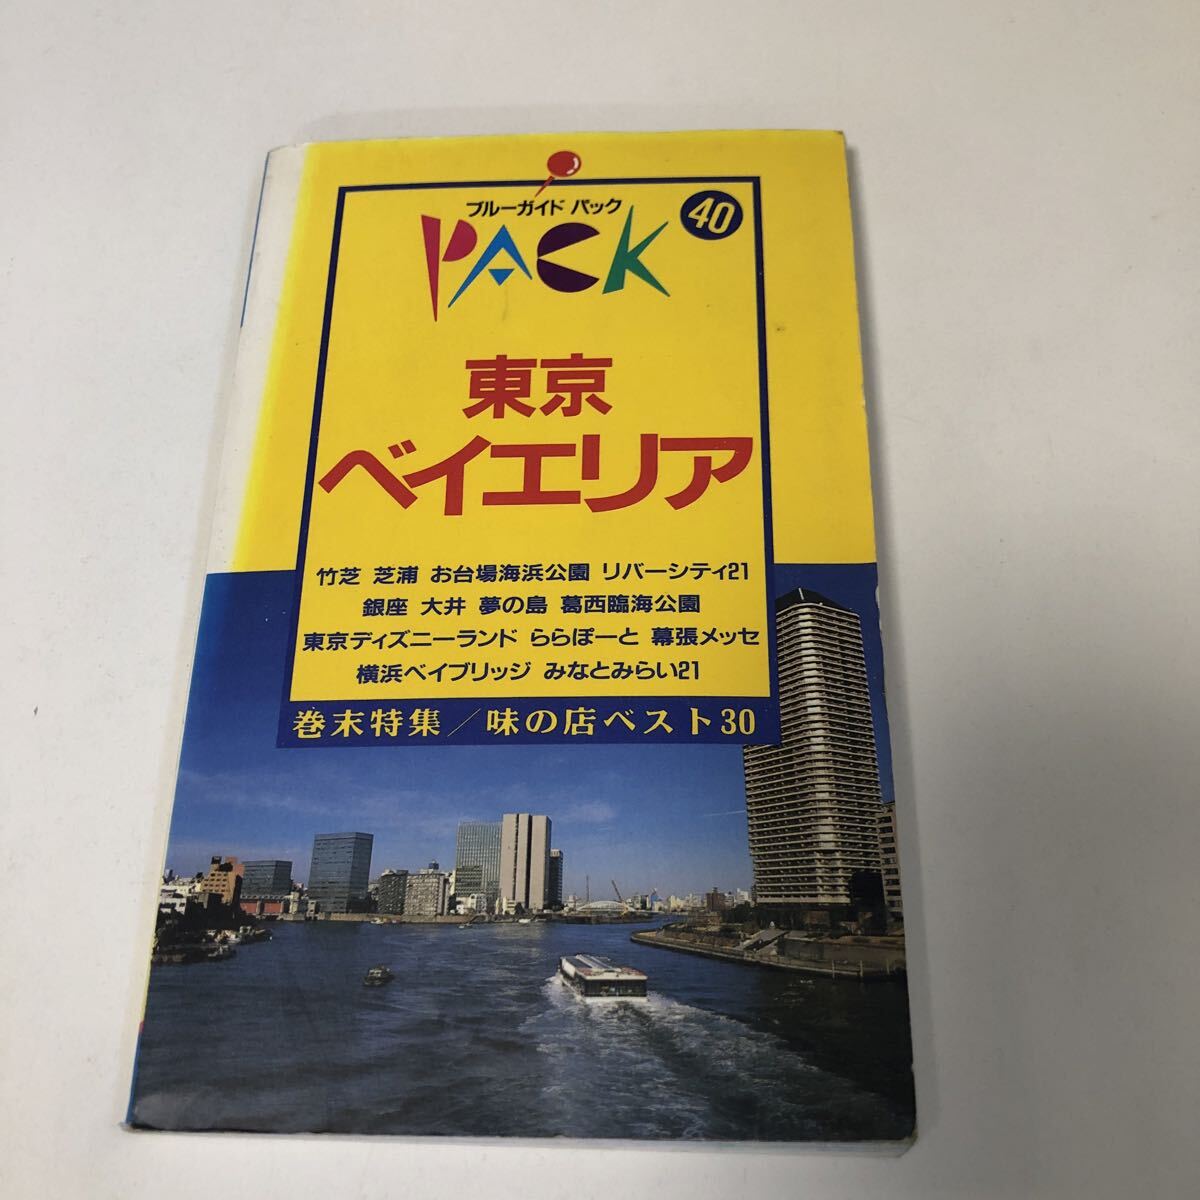 ブルーガイド パック
PACK
40
東京
ベイエリア
竹芝 芝浦 お台場海浜公園 リバーシティ21
銀座 大井 夢の島 葛西臨海公園
東京ディズニーランド ららぽーと 幕張メッセ
横浜ベイブリッジ みなとみらい21
巻末特集/味の店ベスト30